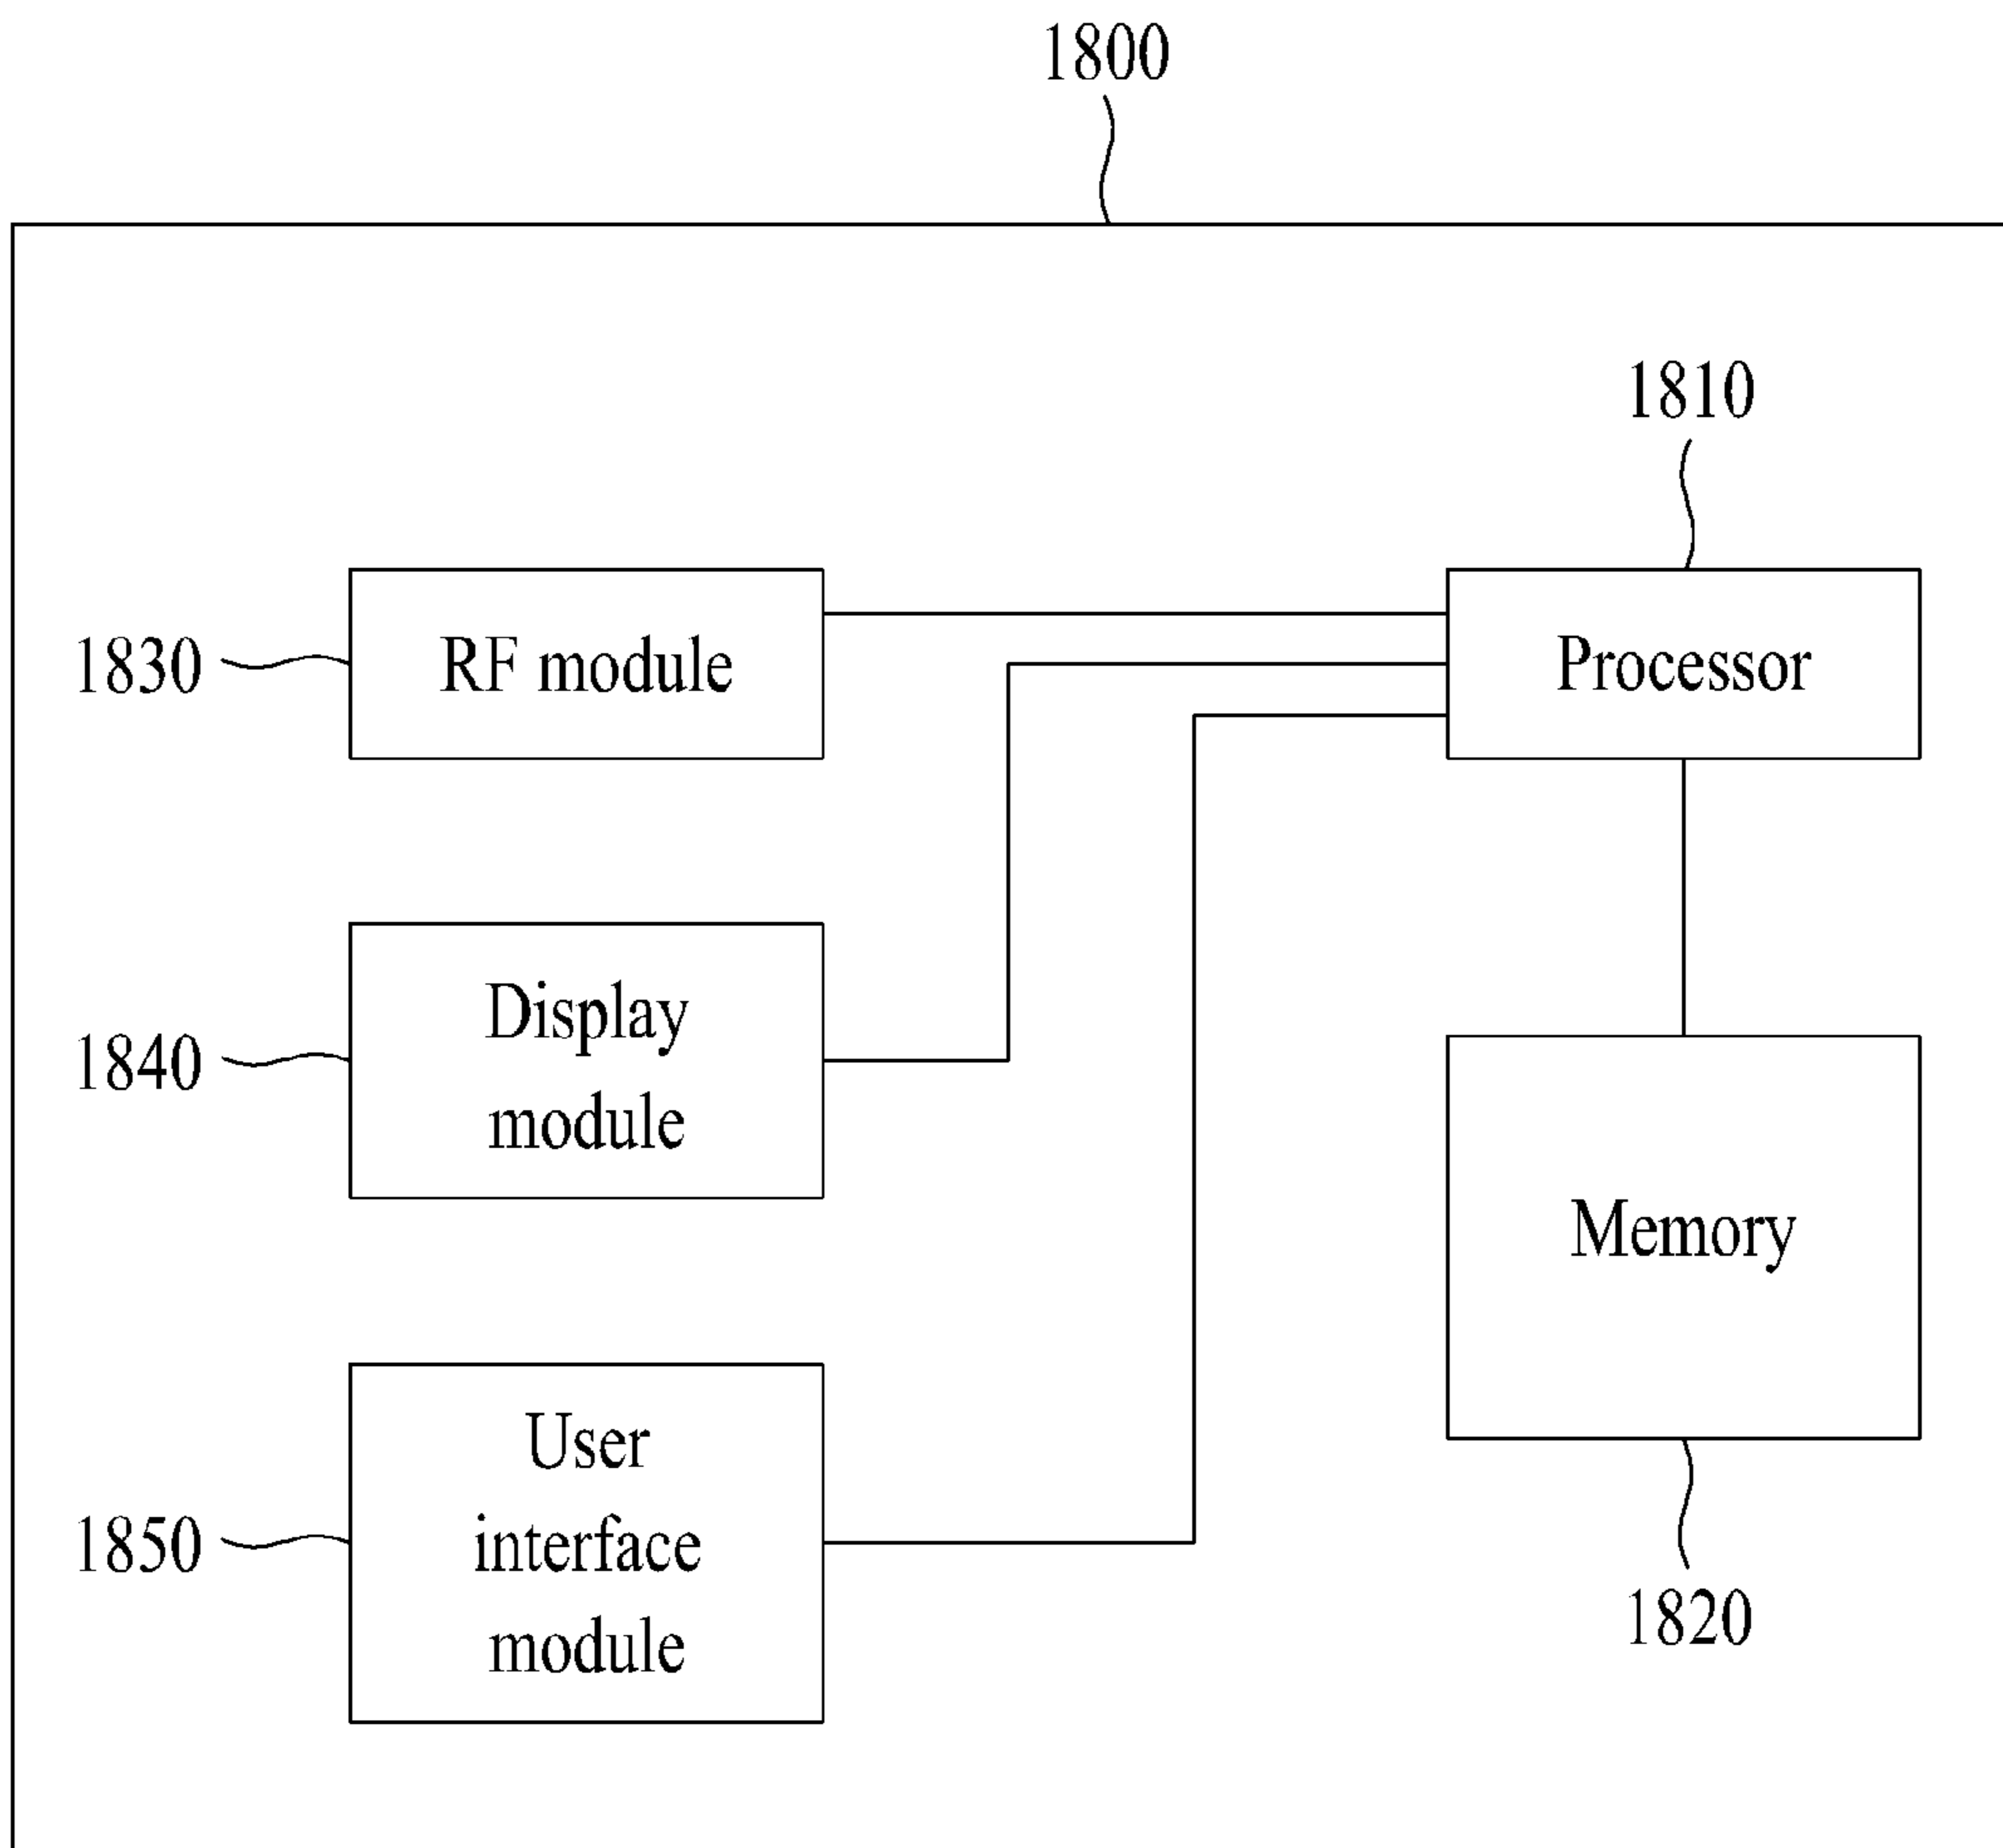 1800
1810
1830
RF module
Processor
1840
Display
module
Memory
1850
User
interface
module
1820